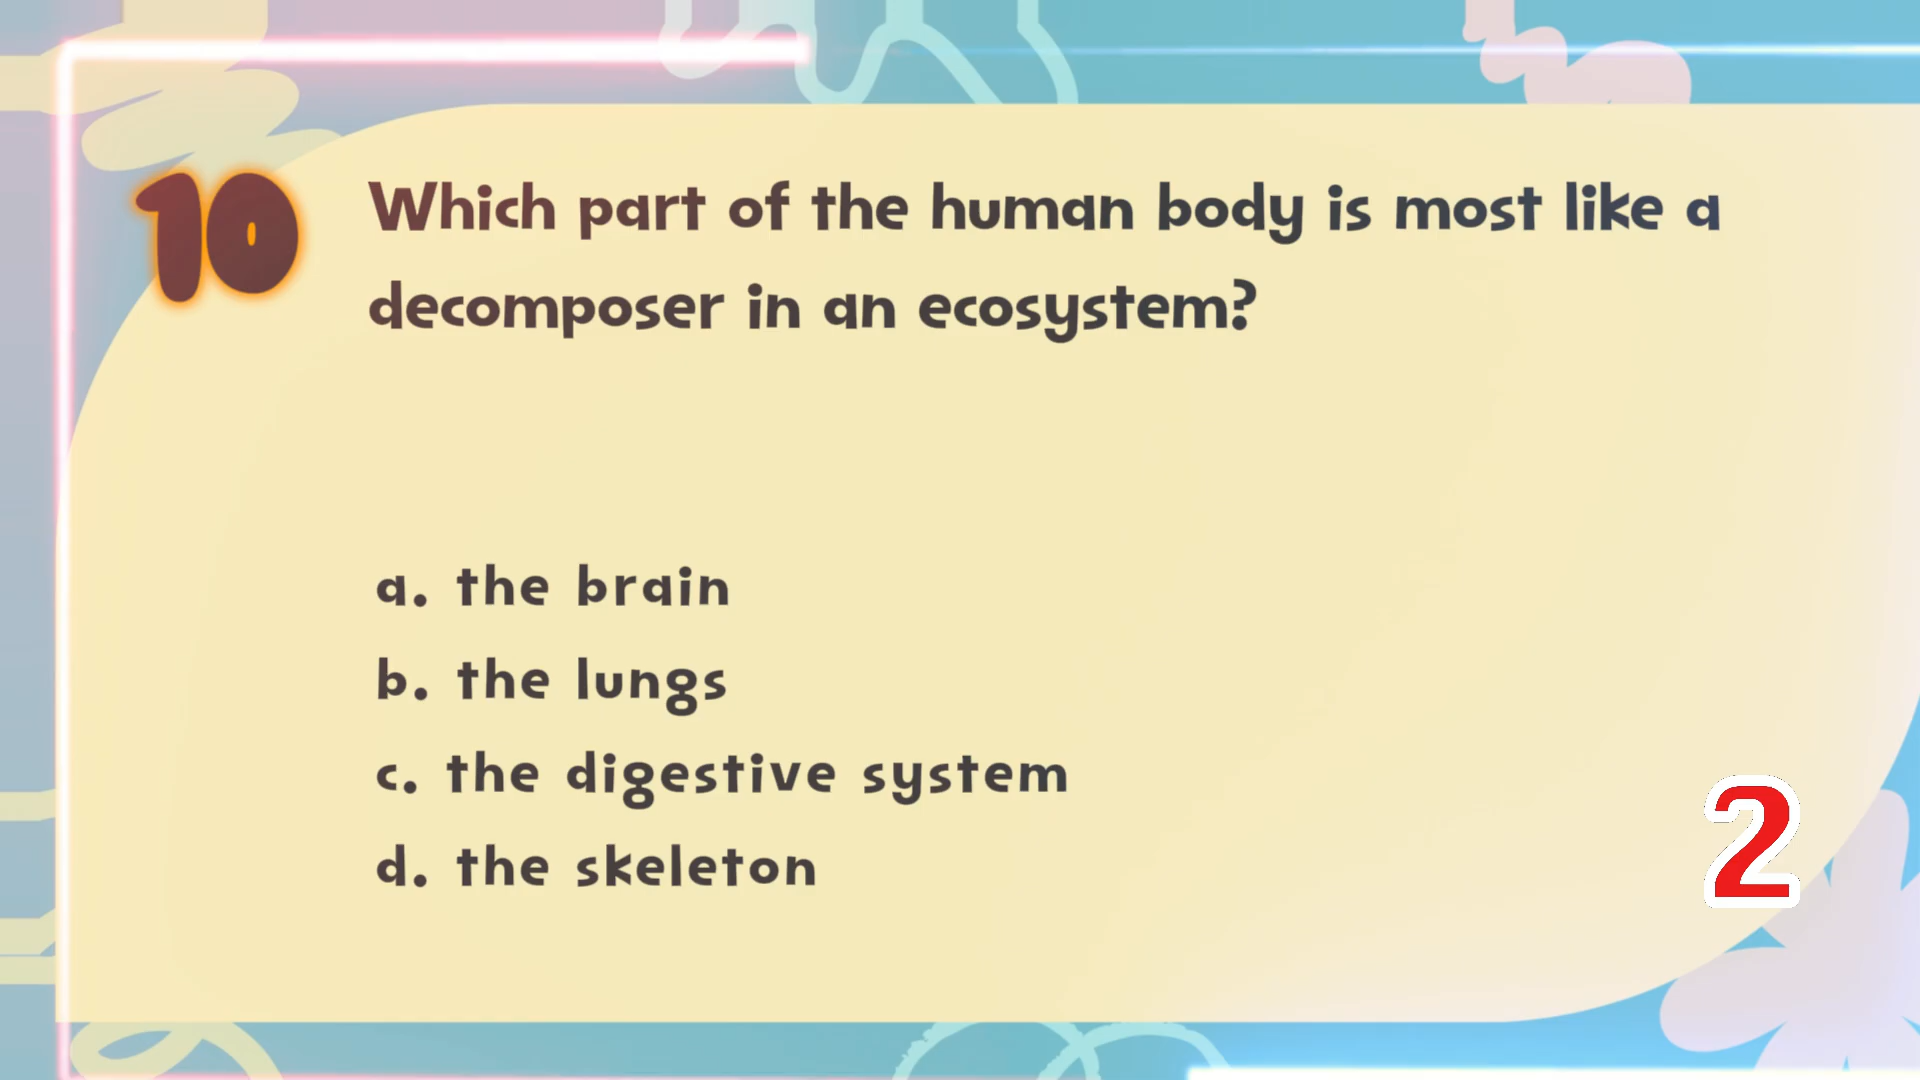 10
Which part of the human body is most like a
decomposer in an ecosystem?
a. the brain
b. the lungs
c. the digestive system
d. the skeleton
2